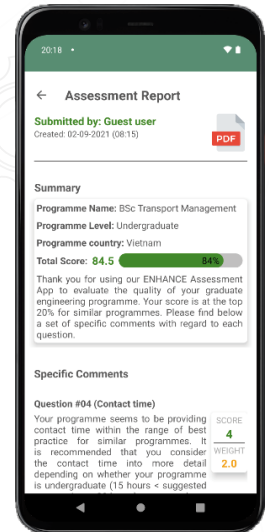 20:18 •
← Assessment Report
Submitted by: Guest user
Created: 02-09-2021 (08:15)
PDF
Summary
Programme Name: BSc Transport Management
Programme Level: Undergraduate
Programme country: Vietnam
Total Score: 84.5 84%
Thank you for using our ENHANCE Assessment
App to evaluate the quality of your graduate
engineering programme. Your score is at the top
20% for similar programmes. Please find below
a set of specific comments with regard to each
question.
Specific Comments
Question #04 (Contact time)
Your programme seems to be providing
contact time within the range of best
practice for similar programmes. It
is recommended that you consider
the contact time into more detail
depending on whether your programme
is undergraduate (15 hours < suggested
SCORE
4
WEIGHT
2.0